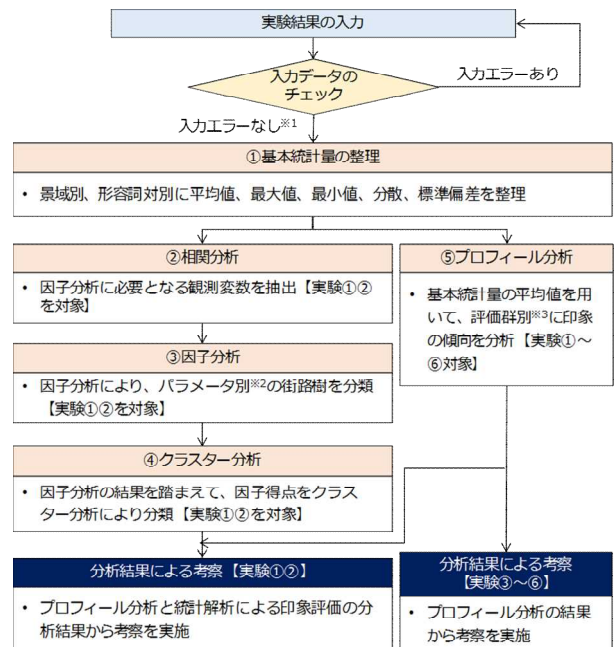 実験結果の入力
入力データの
チェック
入力エラーあり
入力エラーなし※1
①基本統計量の整理
• 景域別、形容詞対別に平均値、最大値、最小値、分散、標準偏差を整理
②相関分析
• 因子分析に必要となる観測変数を抽出【実験①②
を対象】
③因子分析
• 因子分析により、パラメータ別※2の街路樹を分類
【実験①②を対象】
④クラスター分析
• 因子分析の結果を踏まえて、因子得点をクラス
ター分析により分類【実験①②を対象】
⑤プロフィール分析
• 基本統計量の平均値を用
いて、評価群別※3に印象
の傾向を分析【実験①～
⑥対象】
分析結果による考察【実験①②】
• プロフィール分析と統計解析による印象評価の分
析結果から考察を実施
分析結果による考察
【実験③～⑥】
• プロフィール分析の結果
から考察を実施